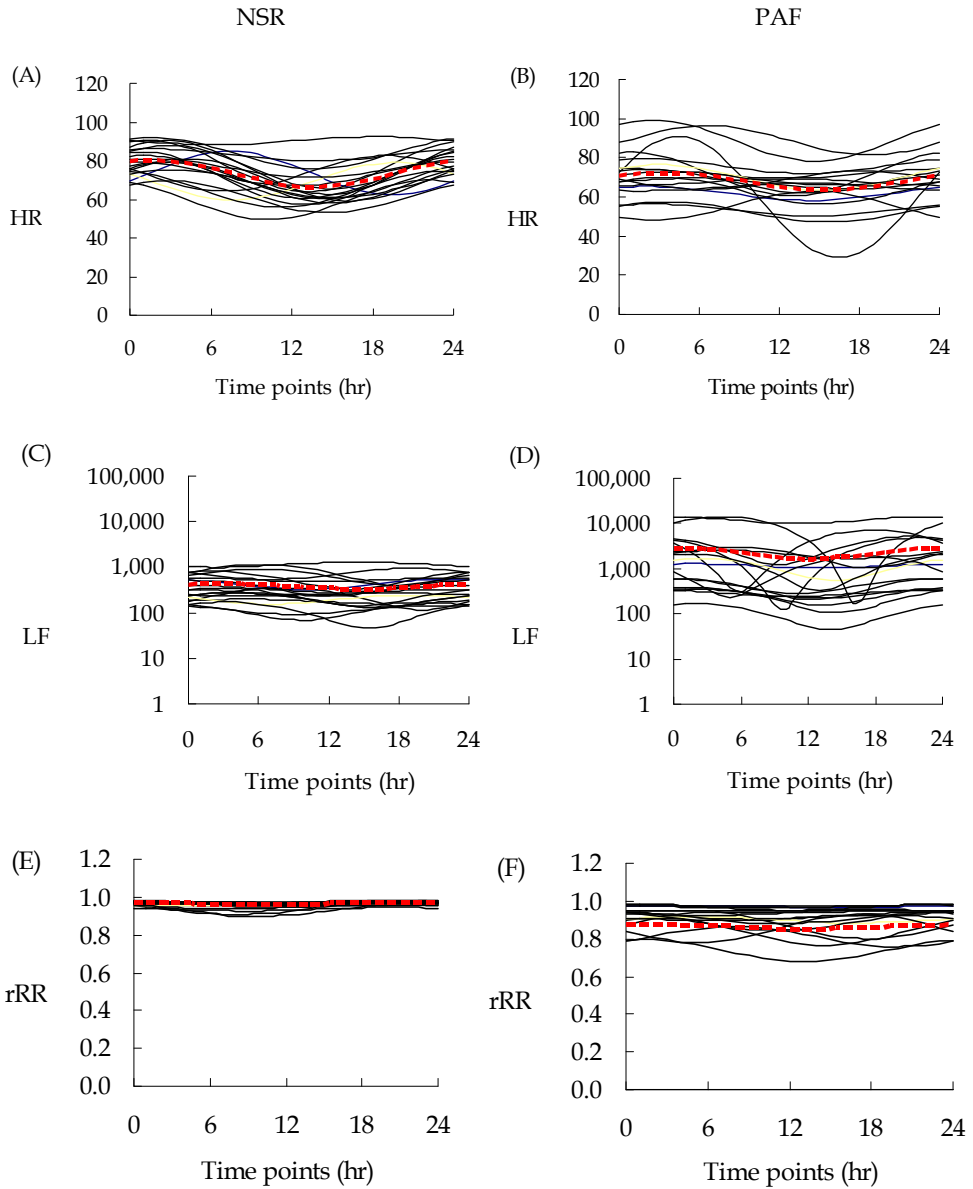 NSR
PAF
(A)
120
100
80
60
40
20
0
HR
0 6 12 18 24
Time points (hr)
(B)
120
100
80
60
40
20
0
HR
0 6 12 18 24
Time points (hr)
(C)
100,000
10,000
1,000
100
10
1
LF
0 6 12 18 24
Time points (hr)
(D)
100,000
10,000
1,000
100
10
1
LF
0 6 12 18 24
Time points (hr)
(E)
1.2
1.0
0.8
0.6
0.4
0.2
0.0
rRR
0 6 12 18 24
Time points (hr)
(F)
1.2
1.0
0.8
0.6
0.4
0.2
0.0
rRR
0 6 12 18 24
Time points (hr)